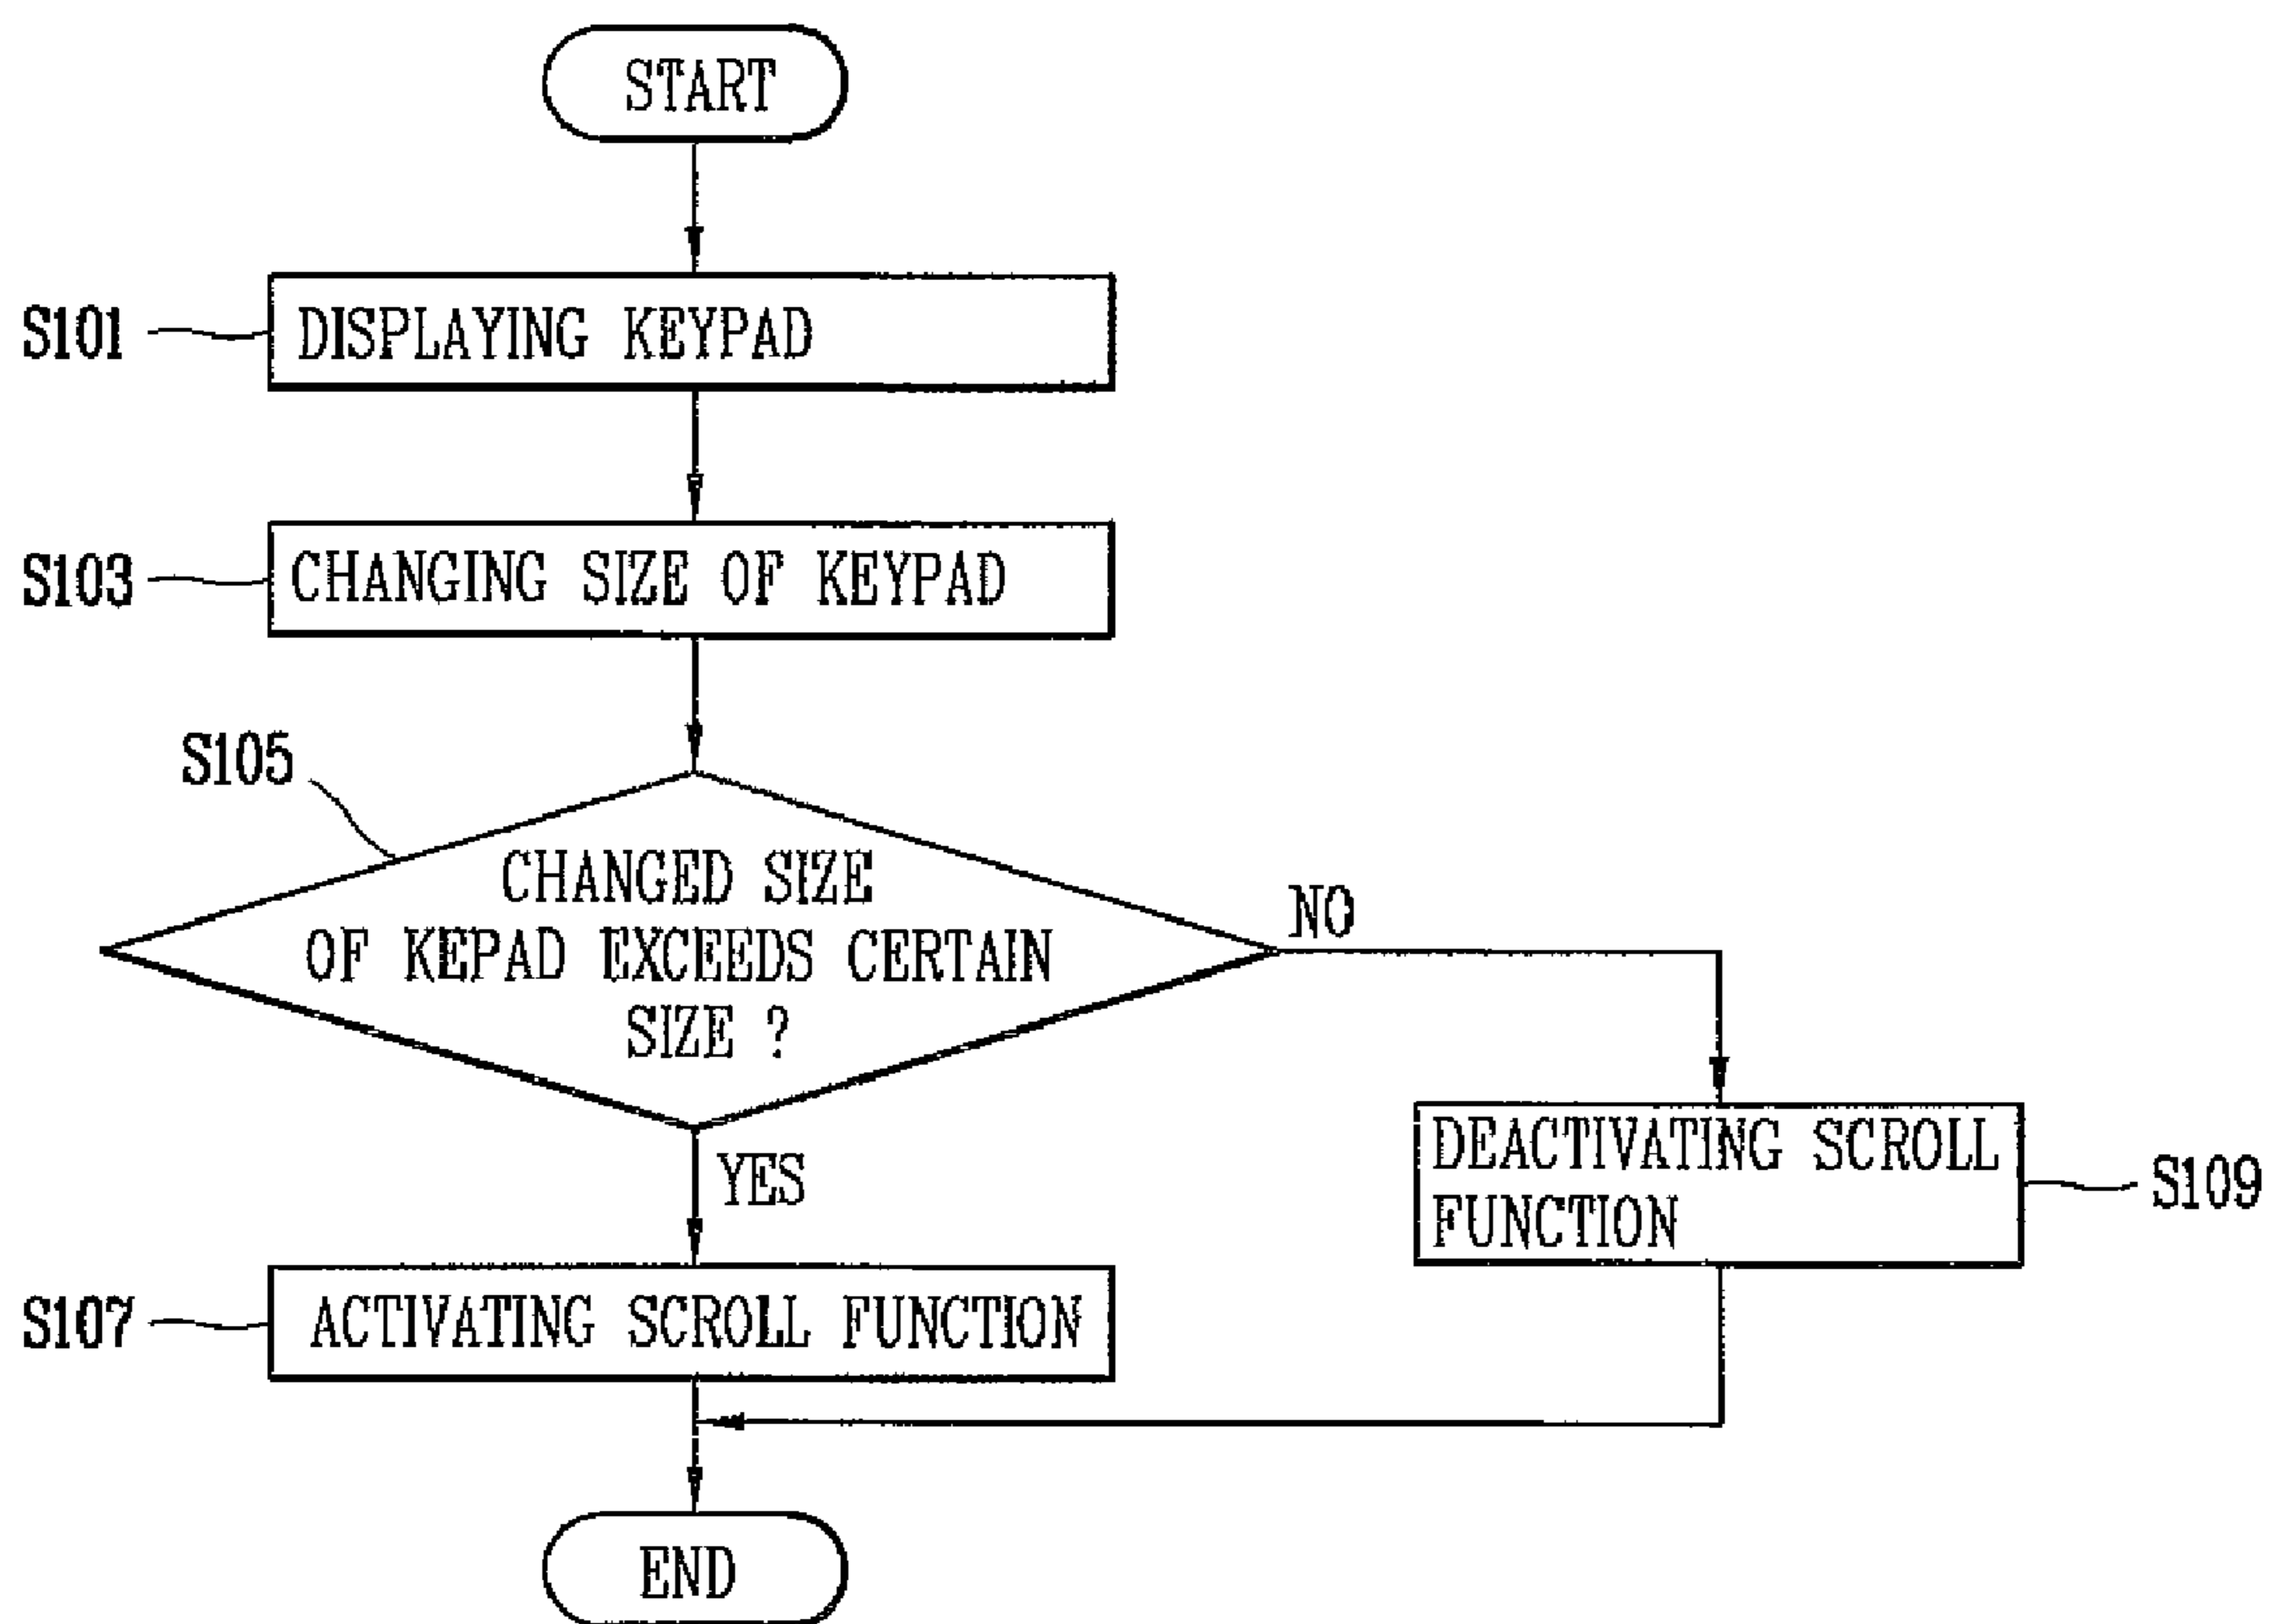 START
S101
DISPLAYING KEYPAD
S103
CHANGING SIZE OF KEYPAD
S105
CHANGED SIZE
OF KEPAD EXCEEDS CERTAIN
SIZE ?
NO
YES
DEACTIVATING SCROLL
FUNCTION
S109
S107
ACTIVATING SCROLL FUNCTION
END